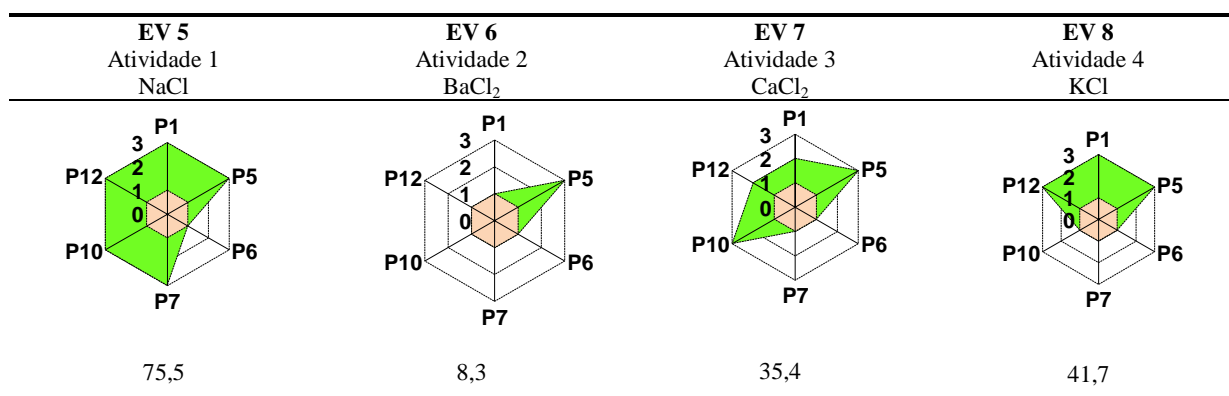 EV 5 EV 6 EV 7 EV 8
Atividade 1 Atividade 2 Atividade 3 Atividade 4
NaCl BaCl₂ CaCl₂ KCl
P1
3
2
1
0
P12
P5
P10
P6
P7
P1
3
2
1
0
P12
P5
P10
P6
P7
P1
3
2
1
0
P12
P5
P10
P6
P7
P1
3
2
1
0
P12
P5
P10
P6
P7
75,5 8,3 35,4 41,7